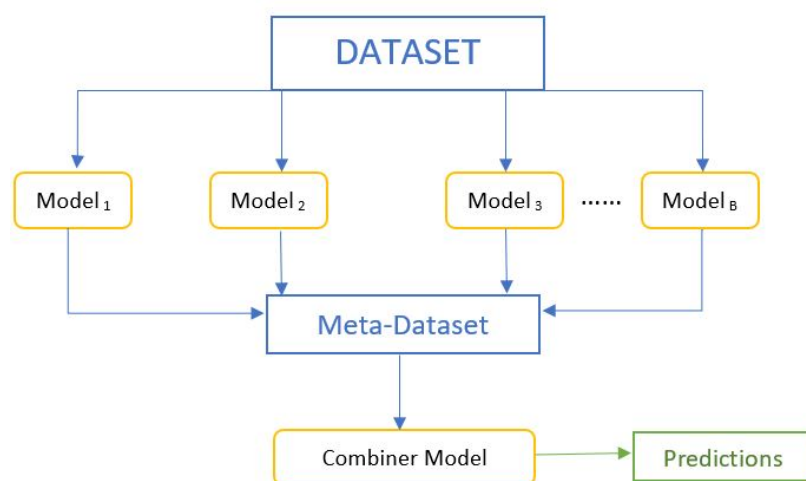 DATASET
Model 1
Model 2
Model 3
......
Model B
Meta-Dataset
Combiner Model
Predictions